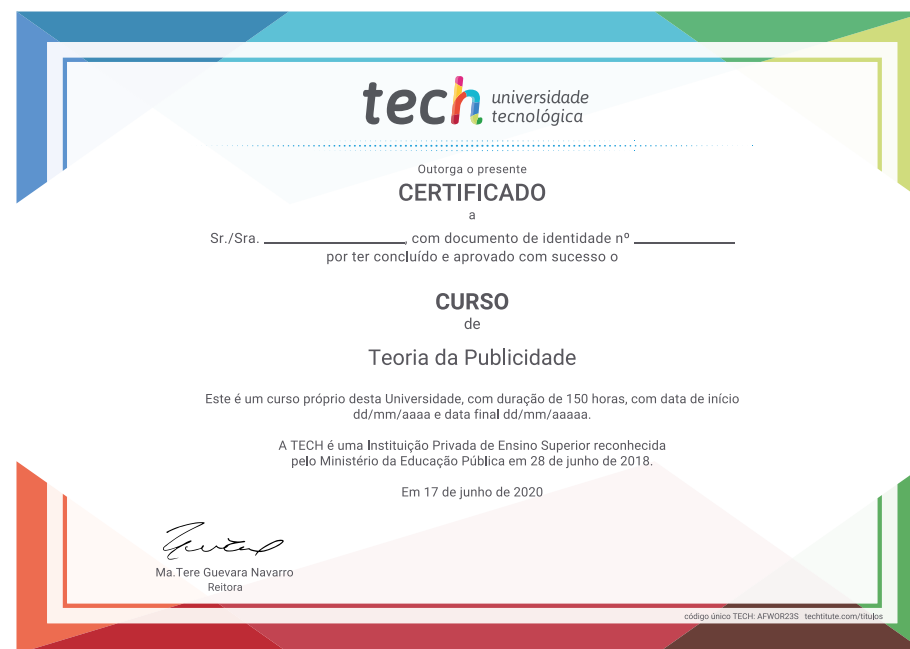 tech universidade
tecnológica
Outorga o presente
CERTIFICADO
a
Sr./Sra. ____________, com documento de identidade nº ____________
por ter concluído e aprovado com sucesso o
CURSO
de
Teoria da Publicidade
Este é um curso próprio desta Universidade, com duração de 150 horas, com data de início
dd/mm/aaaa e data final dd/mm/aaaaa.
A TECH é uma Instituição Privada de Ensino Superior reconhecida
pelo Ministério da Educação Pública em 28 de junho de 2018.
Em 17 de junho de 2020
Ma.Tere Guevara Navarro
Reitora
código único TECH: AFWOR23S techtitute.com/titulos